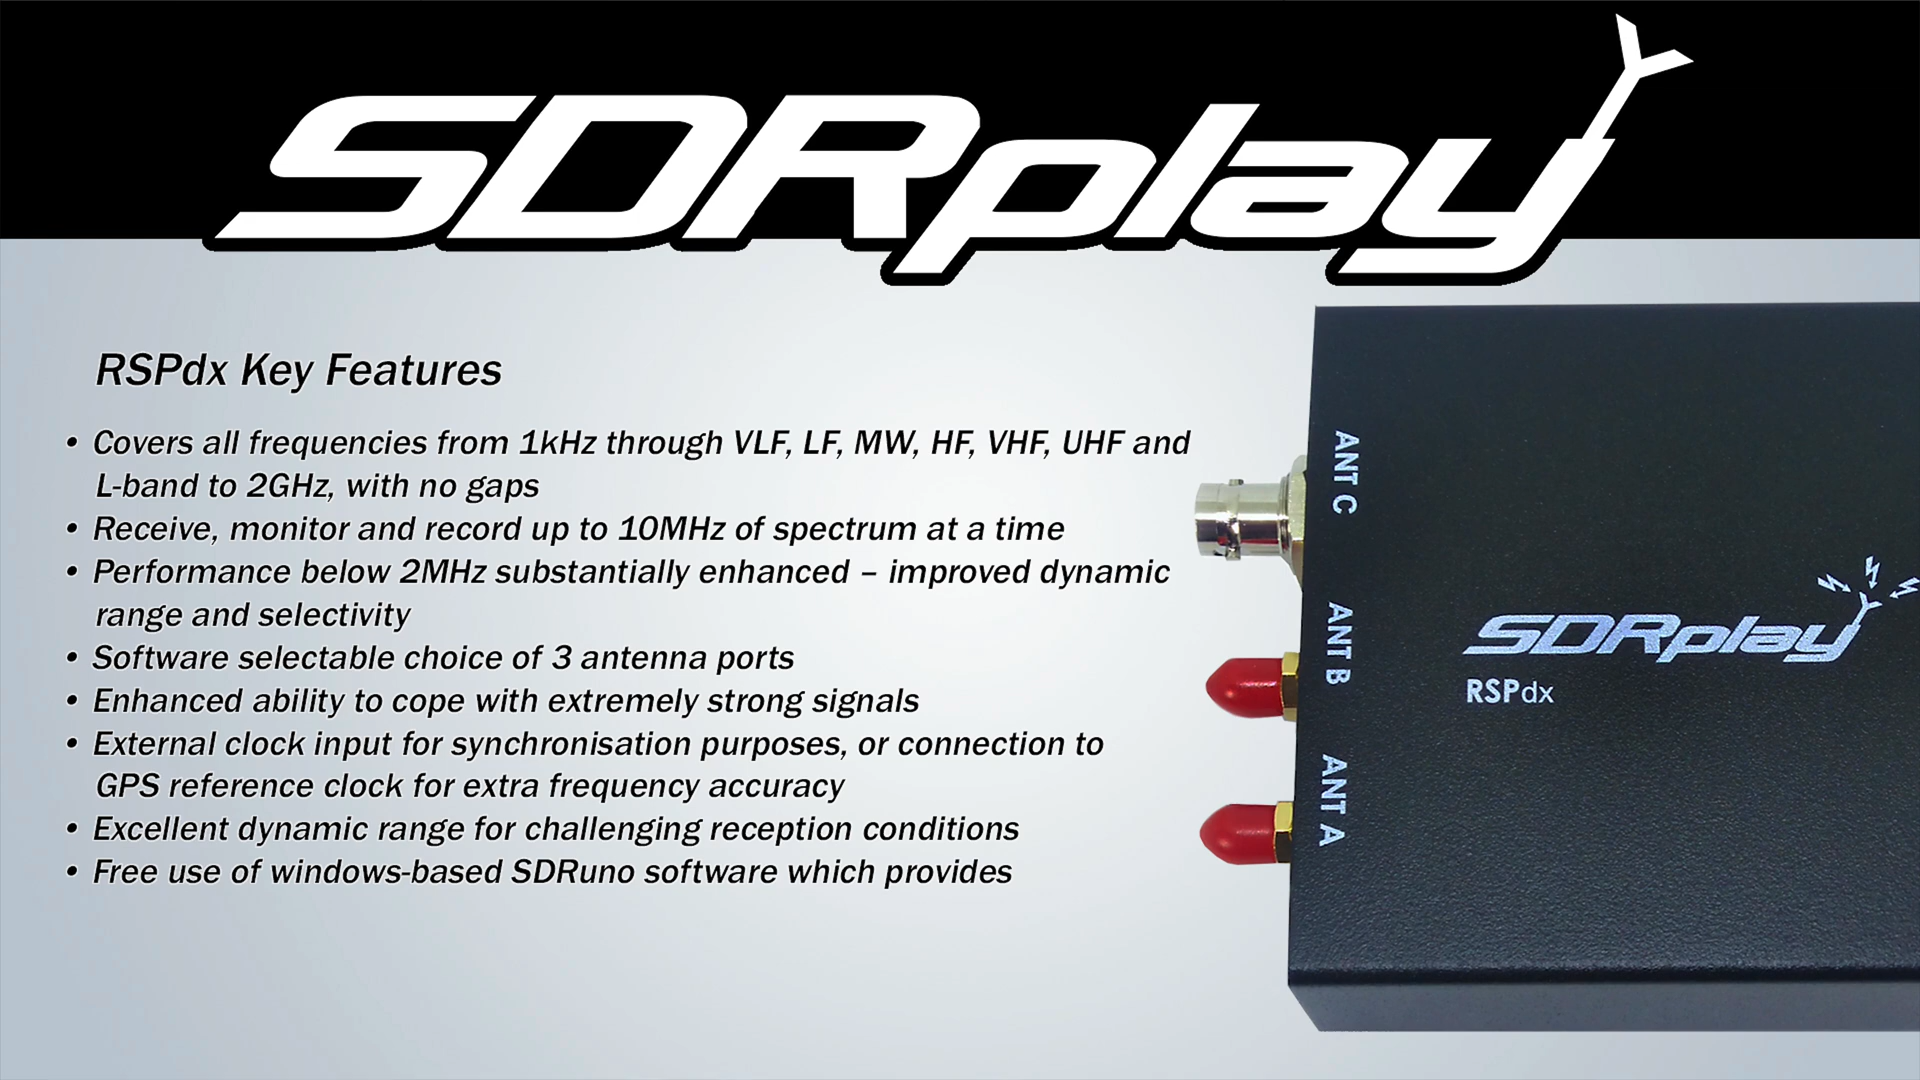 SDRplay
RSPdx Key Features
• Covers all frequencies from 1kHz through VLF, LF, MW, HF, VHF, UHF and
L-band to 2GHz, with no gaps
• Receive, monitor and record up to 10MHz of spectrum at a time
• Performance below 2MHz substantially enhanced – improved dynamic
range and selectivity
• Software selectable choice of 3 antenna ports
• Enhanced ability to cope with extremely strong signals
• External clock input for synchronisation purposes, or connection to
GPS reference clock for extra frequency accuracy
• Excellent dynamic range for challenging reception conditions
• Free use of windows-based SDRuno software which provides
ANT C
ANT B
ANT A
SDRplay
RSPdx